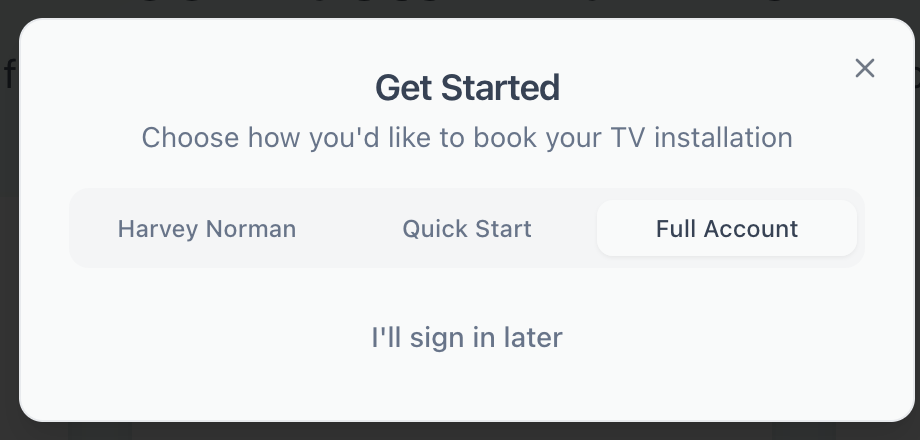 Get Started
Choose how you'd like to book your TV installation
Harvey Norman Quick Start Full Account
I'll sign in later